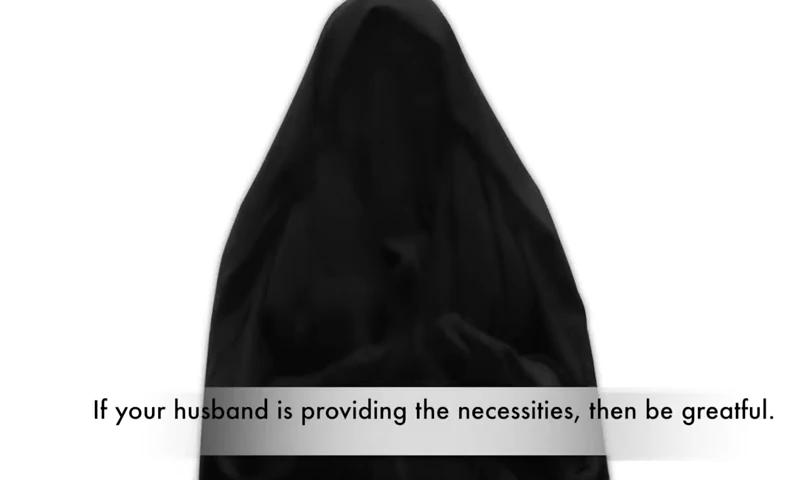 If your husband is providing the necessities, then be greatful.